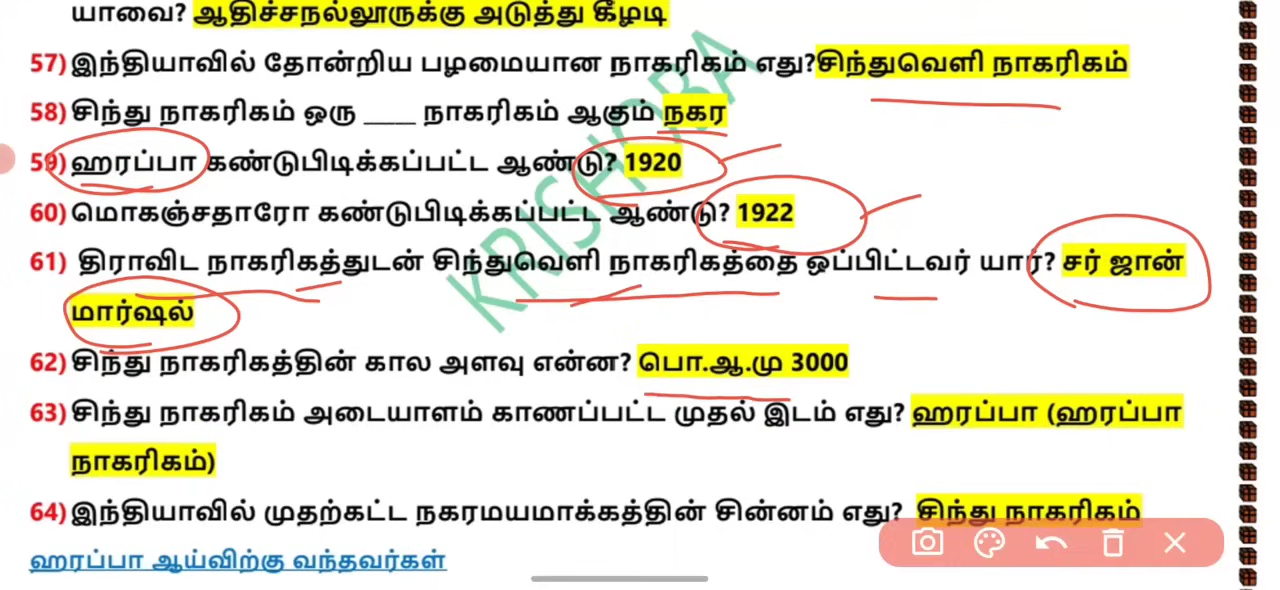 யாவை? ஆதிச்சநல்லூருக்கு அடுத்து கீழடி
57) இந்தியாவில் தோன்றிய பழமையான நாகரிகம் எது? சிந்துவெளி நாகரிகம்
58) சிந்து நாகரிகம் ஒரு ____ நாகரிகம் ஆகும் நகர
59) ஹரப்பா கண்டுபிடிக்கப்பட்ட ஆண்டு? 1920
60) மொகஞ்சதாரோ கண்டுபிடிக்கப்பட்ட ஆண்டு? 1922
61) திராவிட நாகரிகத்துடன் சிந்துவெளி நாகரிகத்தை ஒப்பிட்டவர் யார்? சர் ஜான்
மார்ஷல்
62) சிந்து நாகரிகத்தின் கால அளவு என்ன? பொ.ஆ.மு 3000
63) சிந்து நாகரிகம் அடையாளம் காணப்பட்ட முதல் இடம் எது? ஹரப்பா (ஹரப்பா
நாகரிகம்)
64) இந்தியாவில் முதற்கட்ட நகரமயமாக்கத்தின் சின்னம் எது? சிந்து நாகரிகம்
ஹரப்பா ஆய்விற்கு வந்தவர்கள்
KRISHOBA